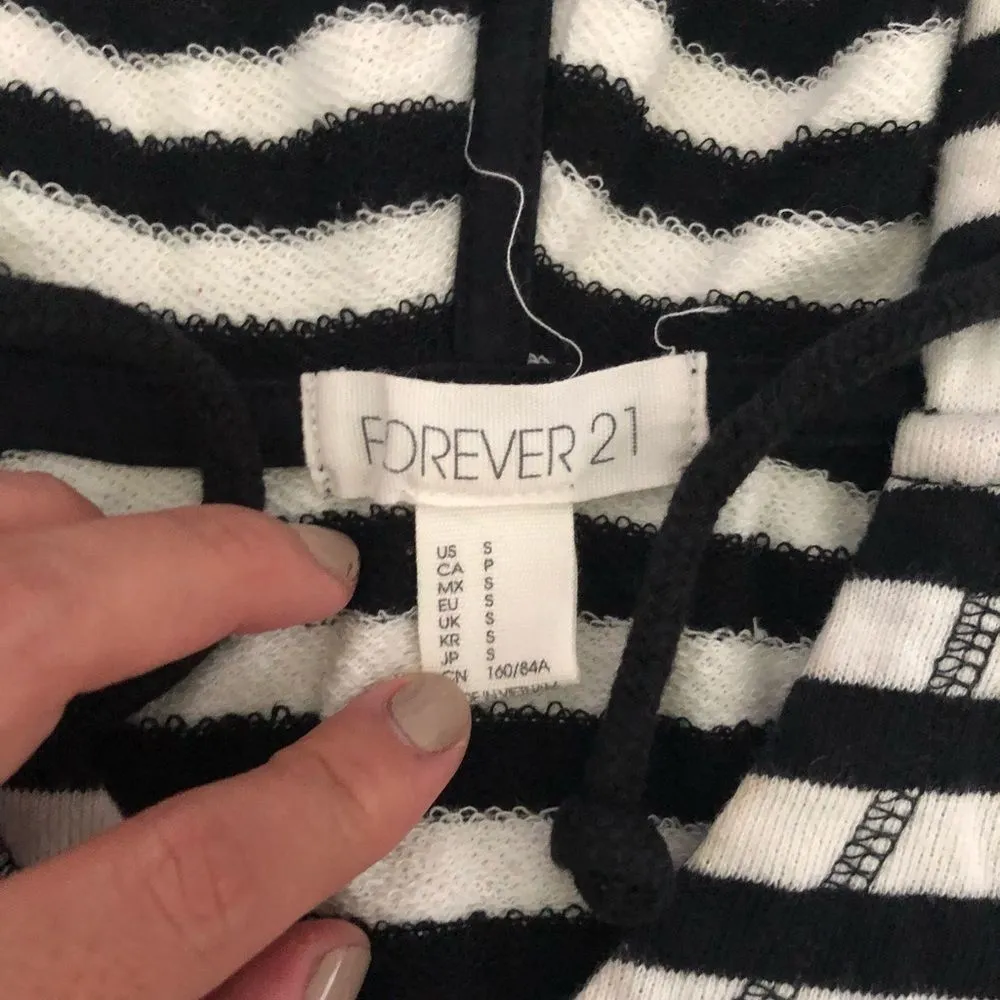 FOREVER 21
US S
CA P
MX S
EU S
UK S
KR S
JP S
CN 160/84A